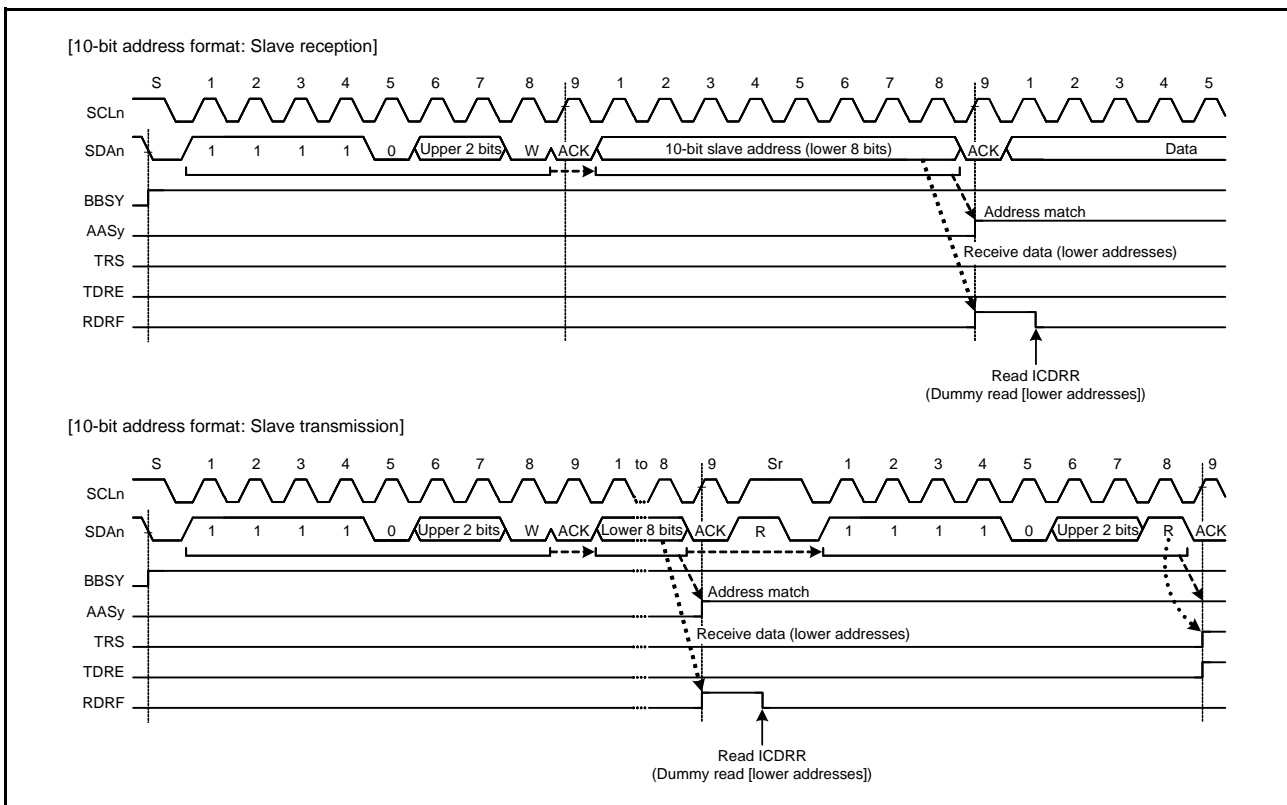 [10-bit address format: Slave reception]
S 1 2 3 4 5 6 7 8 9 1 2 3 4 5 6 7 8 9 1 2 3 4 5
SCLn
SDAn 1 1 1 1 0 Upper 2 bits W ACK 10-bit slave address (lower 8 bits) ACK Data
BBSY
Address match
AASy
Receive data (lower addresses)
TRS
TDRE
RDRF
Read ICDRR
(Dummy read [lower addresses])
[10-bit address format: Slave transmission]
S 1 2 3 4 5 6 7 8 9 1 to 8 9 Sr 1 2 3 4 5 6 7 8 9
SCLn
SDAn 1 1 1 1 0 Upper 2 bits W ACK Lower 8 bits ACK R 1 1 1 1 0 Upper 2 bits R ACK
BBSY
Address match
AASy
Receive data (lower addresses)
TRS
TDRE
RDRF
Read ICDRR
(Dummy read [lower addresses])